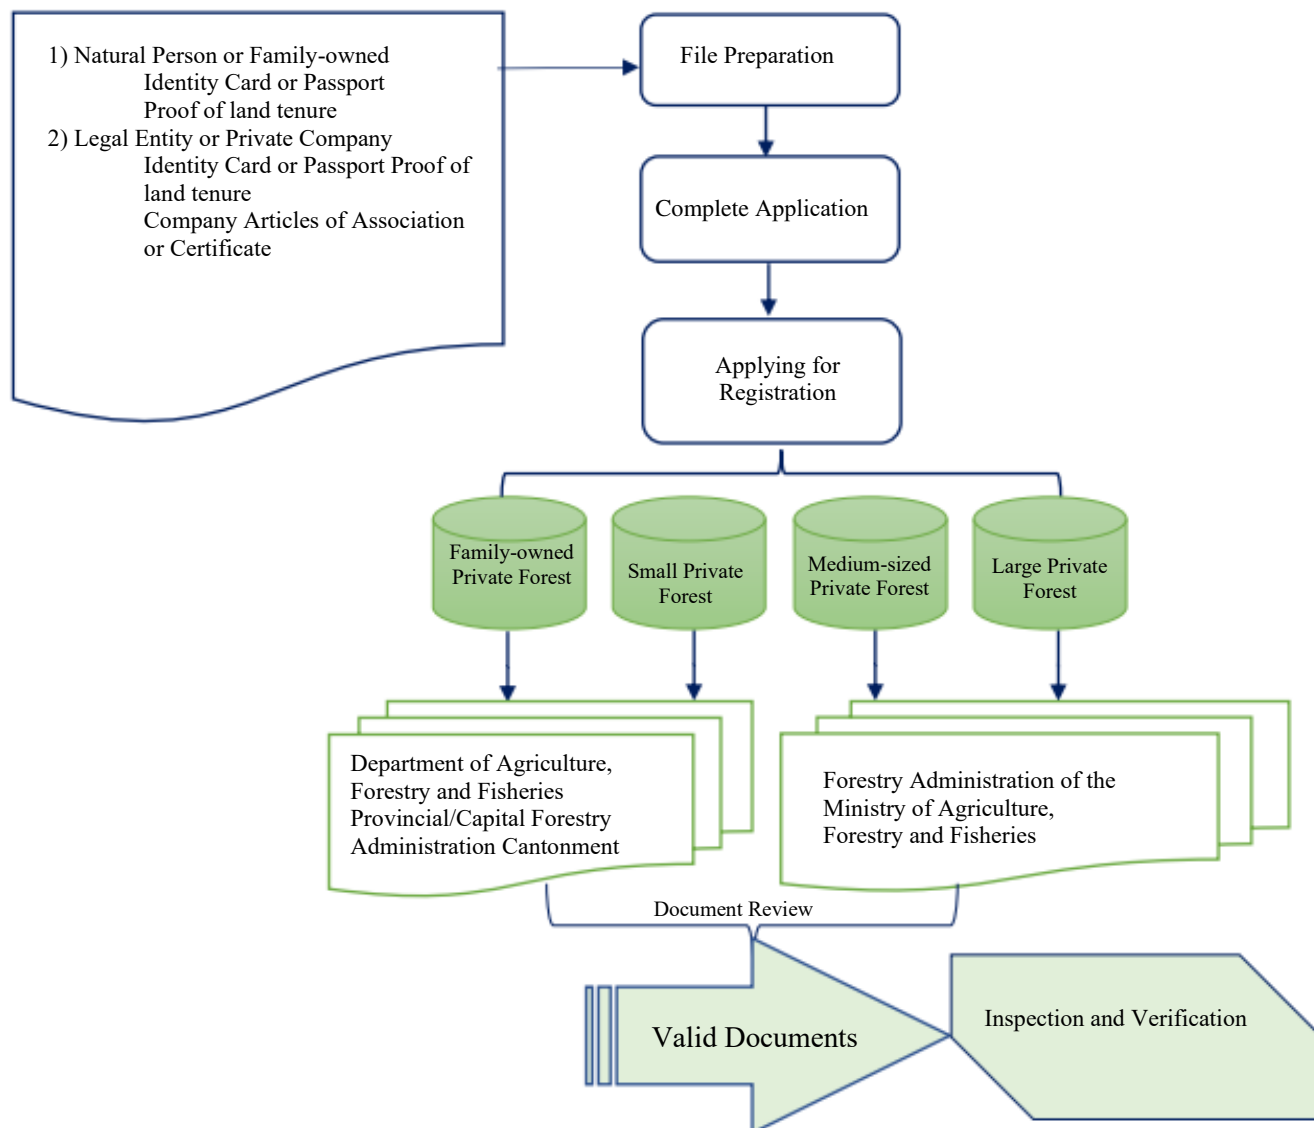 1) Natural Person or Family-owned
Identity Card or Passport
Proof of land tenure
2) Legal Entity or Private Company
Identity Card or Passport Proof of
land tenure
Company Articles of Association
or Certificate
File Preparation
Complete Application
Applying for
Registration
Family-owned
Private Forest
Small Private
Forest
Medium-sized
Private Forest
Large Private
Forest
Department of Agriculture,
Forestry and Fisheries
Provincial/Capital Forestry
Administration Cantonment
Forestry Administration of the
Ministry of Agriculture,
Forestry and Fisheries
Document Review
Valid Documents
Inspection and Verification